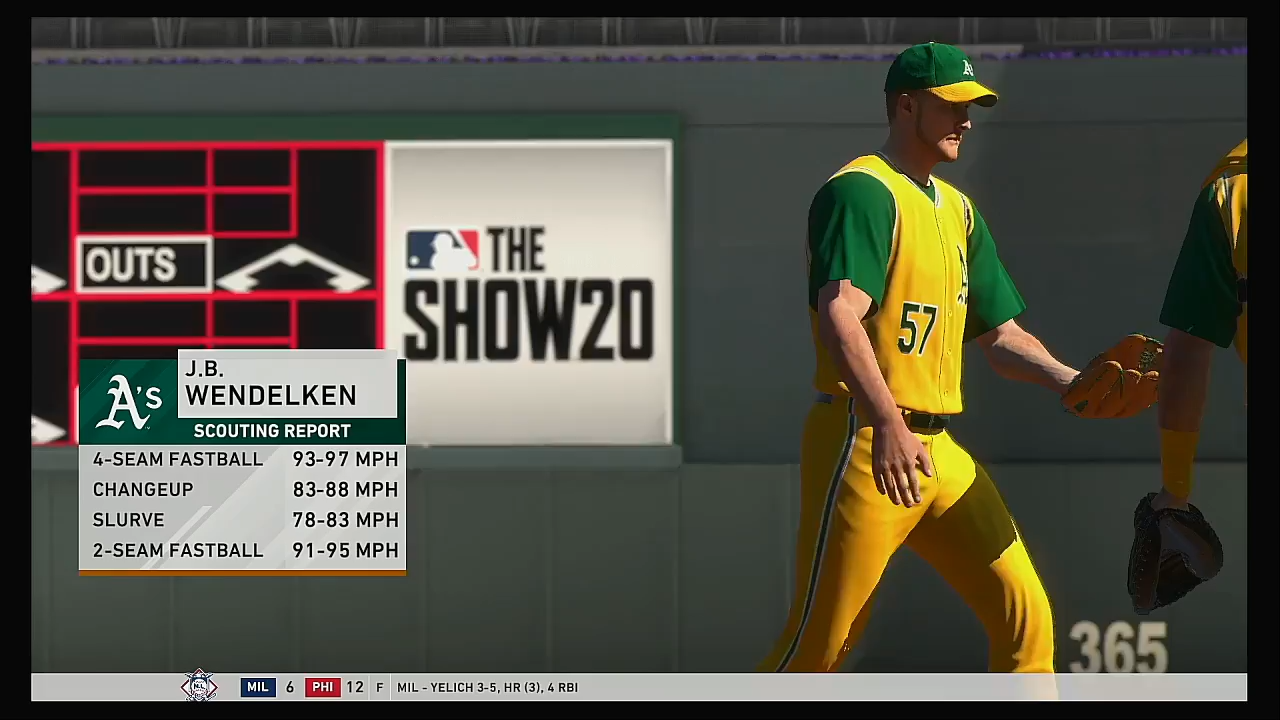 A's
OUTS
THE
SHOW20
57
J.B.
WENDELKEN
A's
SCOUTING REPORT
4-SEAM FASTBALL 93-97 MPH
CHANGEUP 83-88 MPH
SLURVE 78-83 MPH
2-SEAM FASTBALL 91-95 MPH
365
MIL 6 PHI 12 F MIL - YELICH 3-5, HR (3), 4 RBI